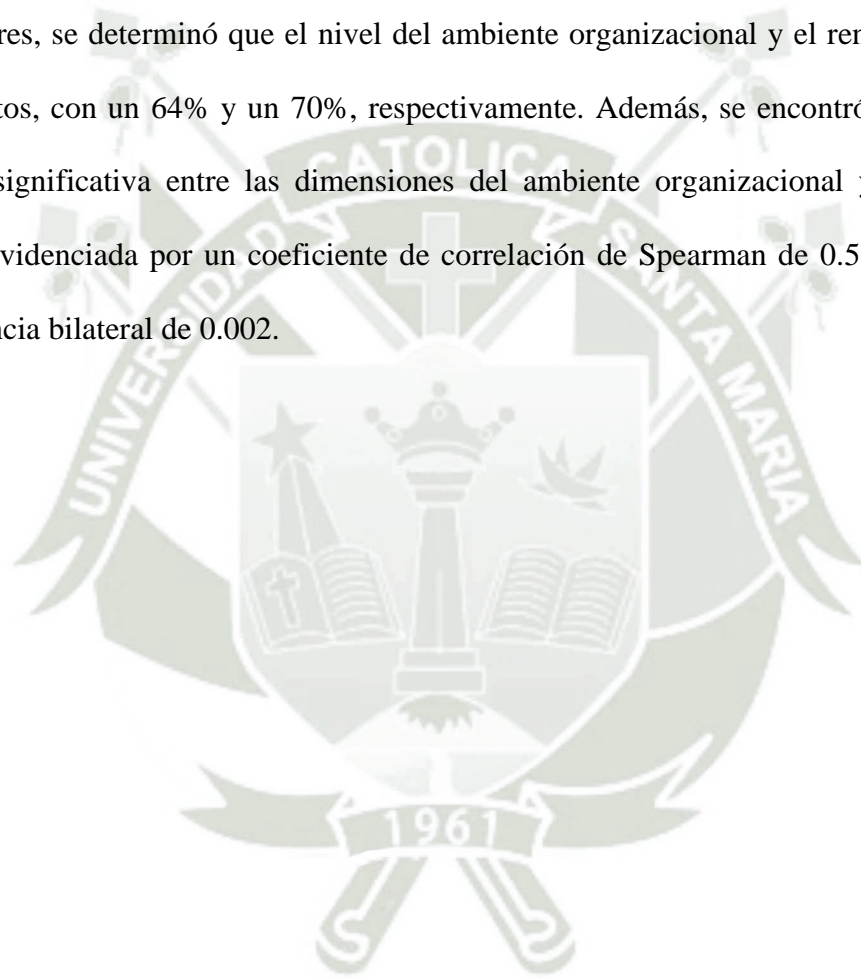 res, se determinó que el nivel del ambiente organizacional y el
tos, con un 64% y un 70%, respectivamente. Además, se encontró
significativa entre las dimensiones del ambiente organizacional y
videnciada por un coeficiente de correlación de Spearman de 0.5
ncia bilateral de 0.002.
UNIVERSIDAD CATOLICA SANTA MARIA
1961